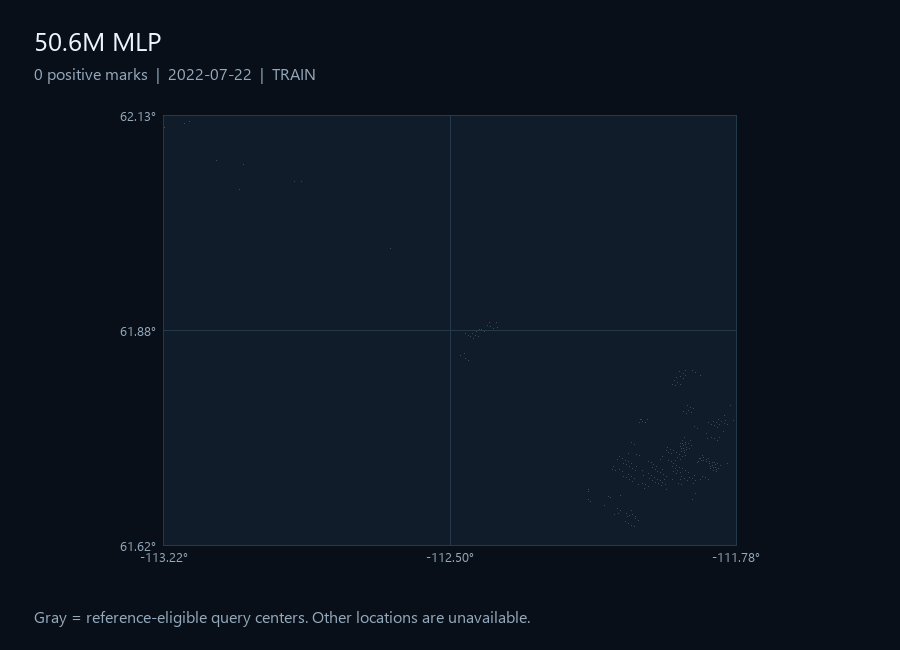 50.6M MLP
0 positive marks | 2022-07-22 | TRAIN
62.13°
61.88°
61.62°
-113.22°
-112.50°
-111.78°
Gray = reference-eligible query centers. Other locations are unavailable.